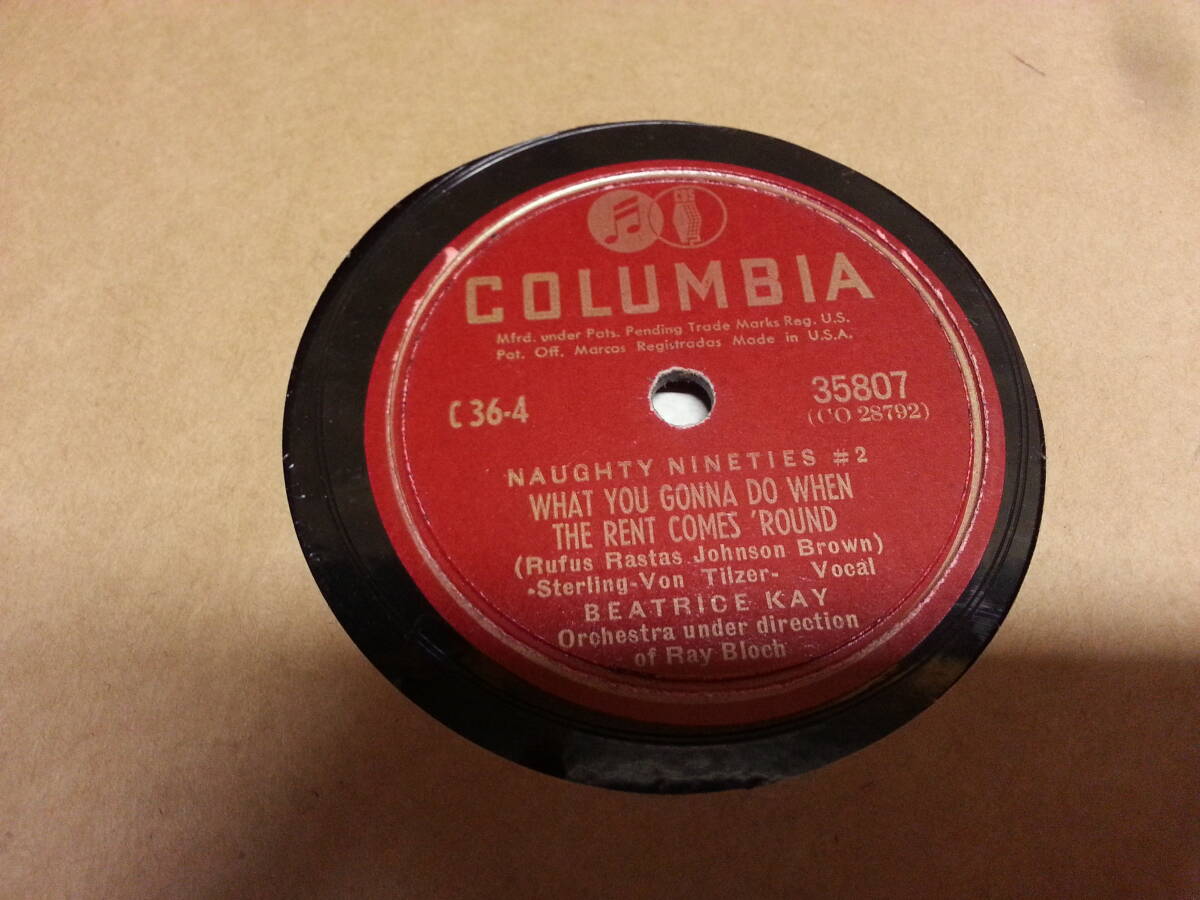 CBS
COLUMBIA
Mfrd. under Pats. Pending Trade Marks Reg. U.S.
Pat. Off. Marcas Registradas Made in U.S.A.
C 36-4
35807
(CO 28792)
NAUGHTY NINETIES #2
WHAT YOU GONNA DO WHEN
THE RENT COMES 'ROUND
(Rufus Rastas Johnson Brown)
-Sterling-Von Tilzer- Vocal
BEATRICE KAY
Orchestra under direction
of Ray Bloch